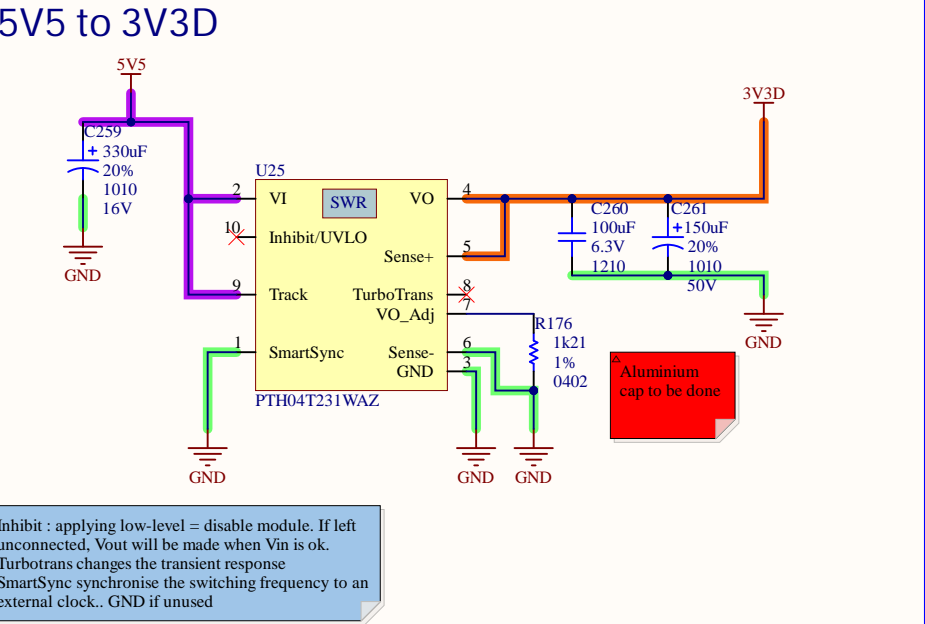 5V5 to 3V3D
5V5
3V3D
C259
+ 330uF
20%
1010
16V
GND
U25
SWR
2
VI
VO
4
10
Inhibit/UVLO
Sense+
5
9
Track
TurboTrans
8
VO_Adj
7
1
SmartSync
Sense-
6
GND
3
PTH04T231WAZ
C260
100uF
6.3V
1210
C261
+150uF
20%
1010
50V
GND
R176
1k21
1%
0402
Aluminium
cap to be done
GND
GND
GND
Inhibit : applying low-level = disable module. If left
unconnected, Vout will be made when Vin is ok.
Turbotrans changes the transient response
SmartSync synchronise the switching frequency to an
external clock.. GND if unused